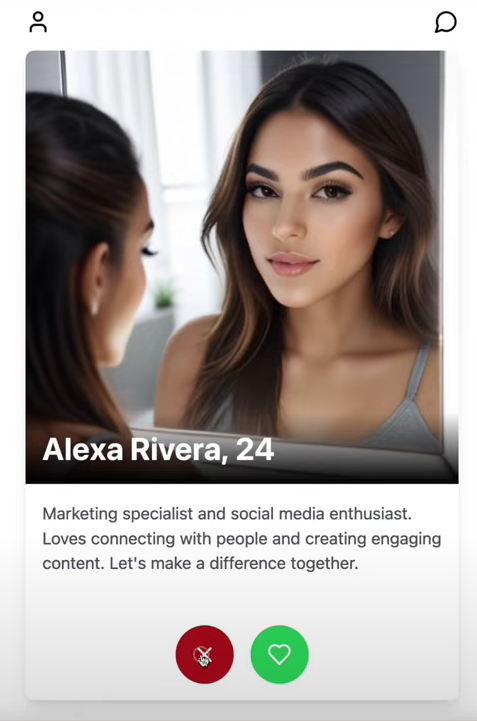 Alexa Rivera, 24
Marketing specialist and social media enthusiast.
Loves connecting with people and creating engaging
content. Let's make a difference together.